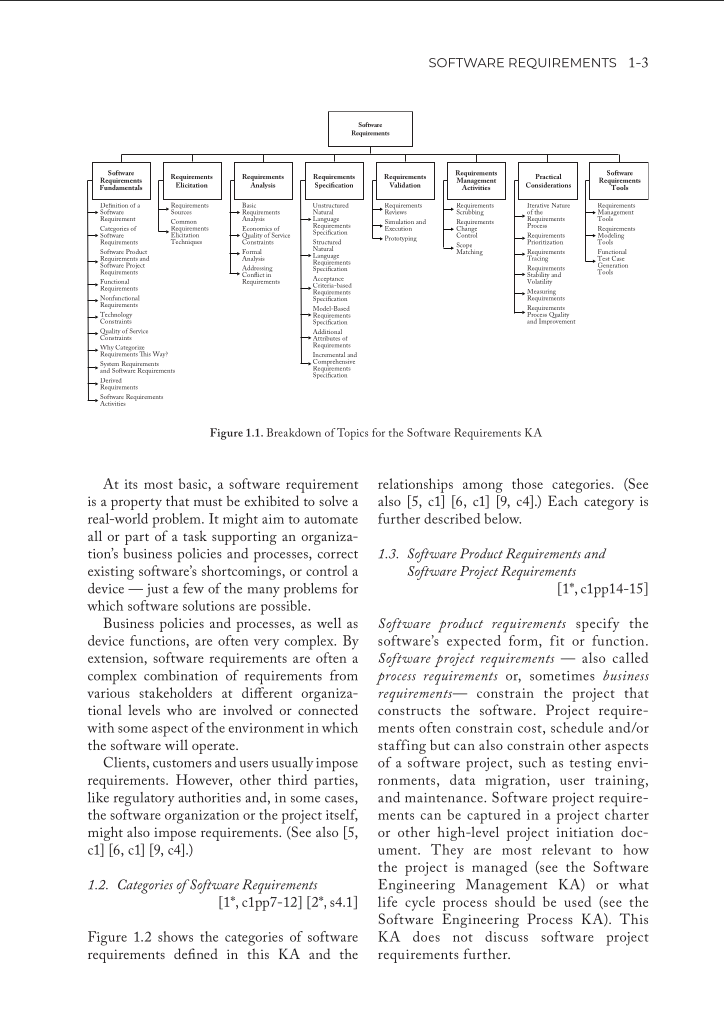 SOFTWARE REQUIREMENTS 1-3
Software
Requirements
Software
Requirements
Fundamentals
Definition of a
Software
Requirement
Categories of
Software
Requirements
Software Product
Requirements and
Software Project
Requirements
Functional
Requirements
Nonfunctional
Requirements
Technology
Constraints
Quality of Service
Constraints
Why Categorize
Requirements This Way?
System Requirements
and Software Requirements
Derived
Requirements
Software Requirements
Activities
Requirements
Elicitation
Requirements
Sources
Common
Requirements
Elicitation
Techniques
Requirements
Analysis
Basic
Requirements
Analysis
Economics of
Quality of Service
Constraints
Formal
Analysis
Addressing
Conflict in
Requirements
Requirements
Specification
Unstructured
Natural
Language
Requirements
Specification
Structured
Natural
Language
Requirements
Specification
Acceptance
Criteria-based
Requirements
Specification
Model-Based
Requirements
Specification
Additional
Attributes of
Requirements
Incremental and
Comprehensive
Requirements
Specification
Requirements
Validation
Requirements
Reviews
Simulation and
Execution
Prototyping
Requirements
Management
Activities
Requirements
Scrubbing
Requirements
Change
Control
Scope
Matching
Practical
Considerations
Iterative Nature
of the
Requirements
Process
Requirements
Prioritization
Requirements
Tracing
Requirements
Stability and
Volatility
Measuring
Requirements
Requirements
Process Quality
and Improvement
Software
Requirements
Tools
Requirements
Management
Tools
Requirements
Modeling
Tools
Functional
Test Case
Generation
Tools
Figure 1.1. Breakdown of Topics for the Software Requirements KA
At its most basic, a software requirement
is a property that must be exhibited to solve a
real-world problem. It might aim to automate
all or part of a task supporting an organiza-
tion’s business policies and processes, correct
existing software’s shortcomings, or control a
device — just a few of the many problems for
which software solutions are possible.
Business policies and processes, as well as
device functions, are often very complex. By
extension, software requirements are often a
complex combination of requirements from
various stakeholders at different organiza-
tional levels who are involved or connected
with some aspect of the environment in which
the software will operate.
Clients, customers and users usually impose
requirements. However, other third parties,
like regulatory authorities and, in some cases,
the software organization or the project itself,
might also impose requirements. (See also [5,
c1] [6, c1] [9, c4].)
1.2. Categories of Software Requirements
[1*, c1pp7-12] [2*, s4.1]
Figure 1.2 shows the categories of software
requirements defined in this KA and the
relationships among those categories. (See
also [5, c1] [6, c1] [9, c4].) Each category is
further described below.
1.3. Software Product Requirements and
Software Project Requirements
[1*, c1pp14-15]
Software product requirements specify the
software’s expected form, fit or function.
Software project requirements — also called
process requirements or, sometimes business
requirements— constrain the project that
constructs the software. Project require-
ments often constrain cost, schedule and/or
staffing but can also constrain other aspects
of a software project, such as testing envi-
ronments, data migration, user training,
and maintenance. Software project require-
ments can be captured in a project charter
or other high-level project initiation doc-
ument. They are most relevant to how
the project is managed (see the Software
Engineering Management KA) or what
life cycle process should be used (see the
Software Engineering Process KA). This
KA does not discuss software project
requirements further.